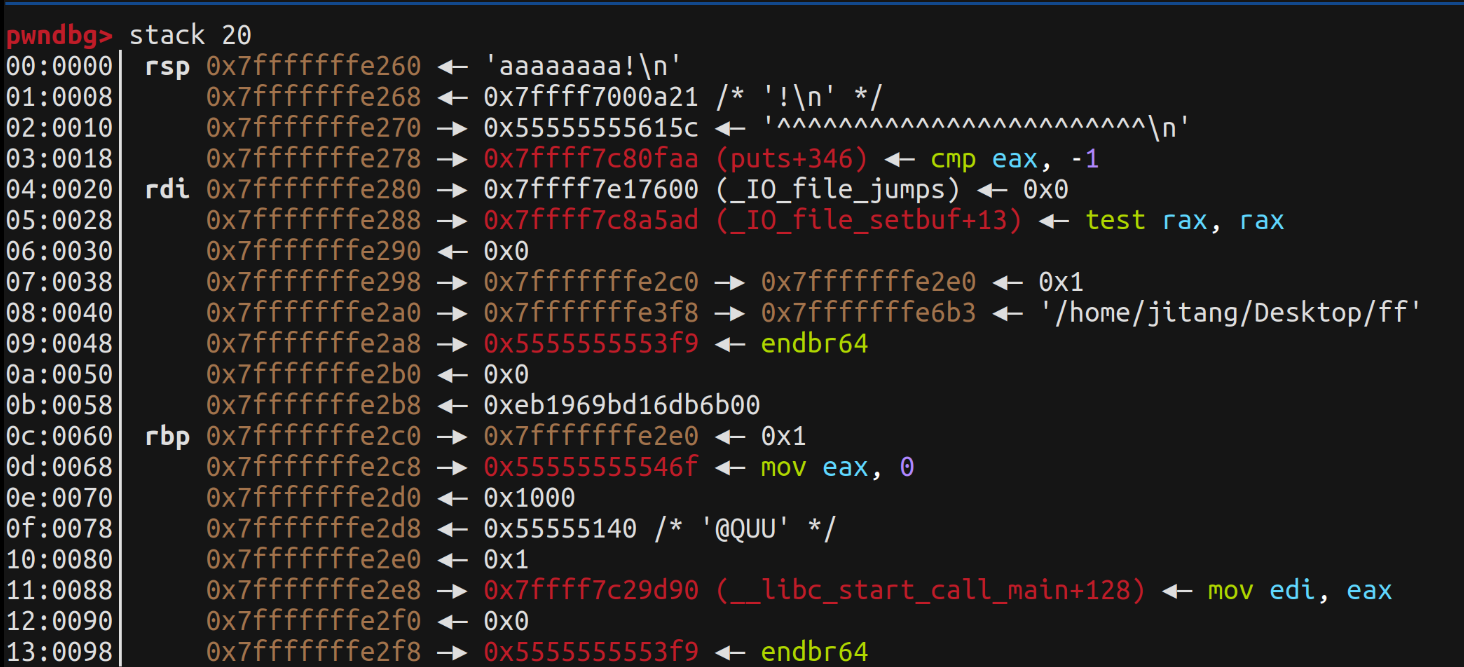 pwndbg> stack 20
00:0000│ rsp 0x7fffffffe260 ◂— 'aaaaaaaa!\n'
01:0008│     0x7fffffffe268 ◂— 0x7ffff7000a21 /* '!\n' */
02:0010│     0x7fffffffe270 —▸ 0x55555555615c ◂— '^^^^^^^^^^^^^^^^^^^^^^^^\n'
03:0018│     0x7fffffffe278 —▸ 0x7ffff7c80faa (puts+346) ◂— cmp eax, -1
04:0020│ rdi 0x7fffffffe280 —▸ 0x7ffff7e17600 (_IO_file_jumps) ◂— 0x0
05:0028│     0x7fffffffe288 —▸ 0x7ffff7c8a5ad (_IO_file_setbuf+13) ◂— test rax, rax
06:0030│     0x7fffffffe290 ◂— 0x0
07:0038│     0x7fffffffe298 —▸ 0x7fffffffe2c0 —▸ 0x7fffffffe2e0 ◂— 0x1
08:0040│     0x7fffffffe2a0 —▸ 0x7fffffffe3f8 —▸ 0x7fffffffe6b3 ◂— '/home/jitang/Desktop/ff'
09:0048│     0x7fffffffe2a8 —▸ 0x5555555553f9 ◂— endbr64
0a:0050│     0x7fffffffe2b0 ◂— 0x0
0b:0058│     0x7fffffffe2b8 ◂— 0xeb1969bd16db6b00
0c:0060│ rbp 0x7fffffffe2c0 —▸ 0x7fffffffe2e0 ◂— 0x1
0d:0068│     0x7fffffffe2c8 —▸ 0x55555555546f ◂— mov eax, 0
0e:0070│     0x7fffffffe2d0 ◂— 0x1000
0f:0078│     0x7fffffffe2d8 ◂— 0x55555140 /* '@QUU' */
10:0080│     0x7fffffffe2e0 ◂— 0x1
11:0088│     0x7fffffffe2e8 —▸ 0x7ffff7c29d90 (__libc_start_call_main+128) ◂— mov edi, eax
12:0090│     0x7fffffffe2f0 ◂— 0x0
13:0098│     0x7fffffffe2f8 —▸ 0x5555555553f9 ◂— endbr64